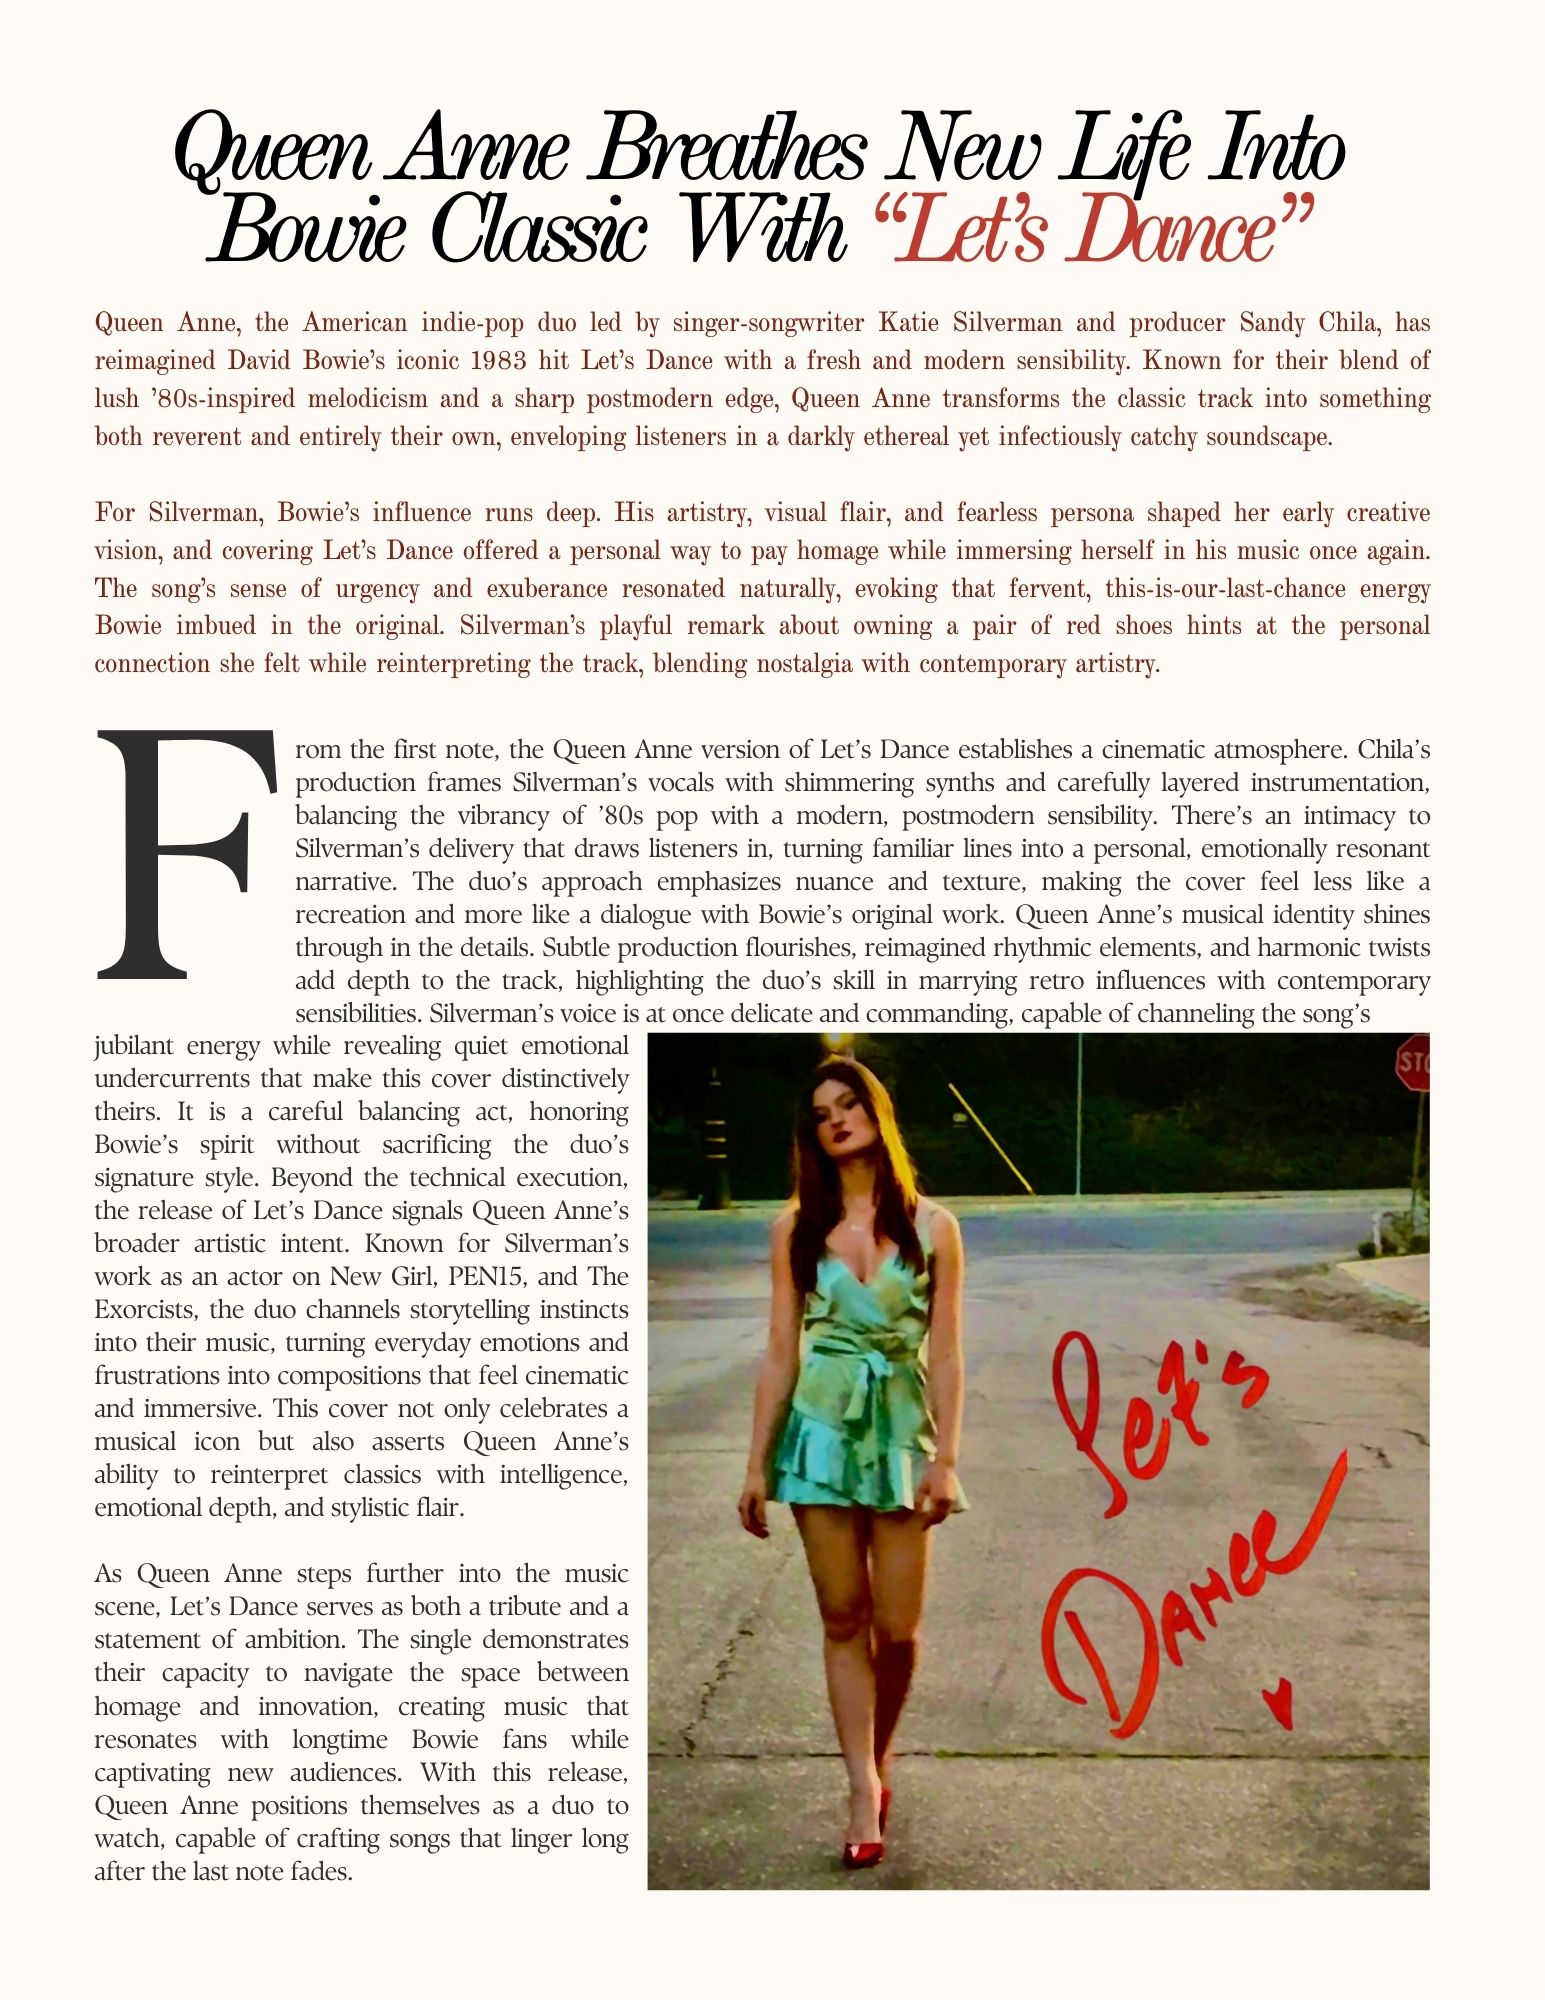 Queen Anne Breathes New Life Into
Bowie Classic With “Let’s Dance”
Queen Anne, the American indie-pop duo led by singer-songwriter Katie Silverman and producer Sandy Chila, has
reimagined David Bowie’s iconic 1983 hit Let’s Dance with a fresh and modern sensibility. Known for their blend of
lush ’80s-inspired melodicism and a sharp postmodern edge, Queen Anne transforms the classic track into something
both reverent and entirely their own, enveloping listeners in a darkly ethereal yet infectiously catchy soundscape.
For Silverman, Bowie’s influence runs deep. His artistry, visual flair, and fearless persona shaped her early creative
vision, and covering Let’s Dance offered a personal way to pay homage while immersing herself in his music once again.
The song’s sense of urgency and exuberance resonated naturally, evoking that fervent, this-is-our-last-chance energy
Bowie imbued in the original. Silverman’s playful remark about owning a pair of red shoes hints at the personal
connection she felt while reinterpreting the track, blending nostalgia with contemporary artistry.
From the first note, the Queen Anne version of Let’s Dance establishes a cinematic atmosphere. Chila’s
production frames Silverman’s vocals with shimmering synths and carefully layered instrumentation,
balancing the vibrancy of ’80s pop with a modern, postmodern sensibility. There’s an intimacy to
Silverman’s delivery that draws listeners in, turning familiar lines into a personal, emotionally resonant
narrative. The duo’s approach emphasizes nuance and texture, making the cover feel less like a
recreation and more like a dialogue with Bowie’s original work. Queen Anne’s musical identity shines
through in the details. Subtle production flourishes, reimagined rhythmic elements, and harmonic twists
add depth to the track, highlighting the duo’s skill in marrying retro influences with contemporary
sensibilities. Silverman’s voice is at once delicate and commanding, capable of channeling the song’s
jubilant energy while revealing quiet emotional
undercurrents that make this cover distinctively
theirs. It is a careful balancing act, honoring
Bowie’s spirit without sacrificing the duo’s
signature style. Beyond the technical execution,
the release of Let’s Dance signals Queen Anne’s
broader artistic intent. Known for Silverman’s
work as an actor on New Girl, PEN15, and The
Exorcists, the duo channels storytelling instincts
into their music, turning everyday emotions and
frustrations into compositions that feel cinematic
and immersive. This cover not only celebrates a
musical icon but also asserts Queen Anne’s
ability to reinterpret classics with intelligence,
emotional depth, and stylistic flair.
As Queen Anne steps further into the music
scene, Let’s Dance serves as both a tribute and a
statement of ambition. The single demonstrates
their capacity to navigate the space between
homage and innovation, creating music that
resonates with longtime Bowie fans while
captivating new audiences. With this release,
Queen Anne positions themselves as a duo to
watch, capable of crafting songs that linger long
after the last note fades.
STO
Let’s
Dance